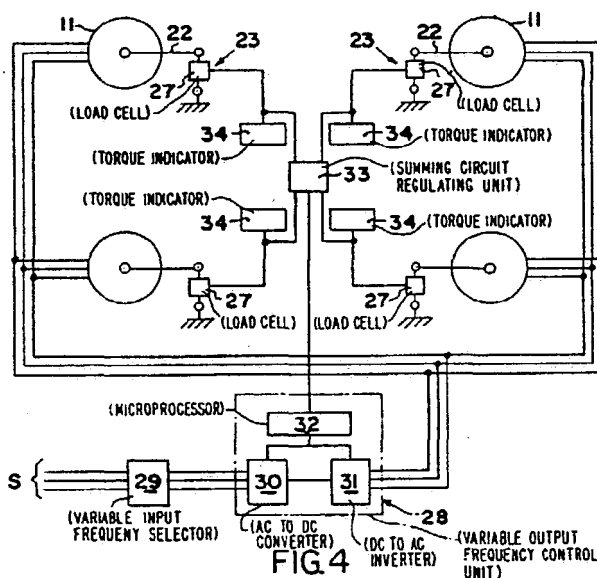 11 22 23 23 22 11
27 27
(LOAD CELL) (LOAD CELL)
34 34
(TORQUE INDICATOR) (TORQUE INDICATOR)
33 (SUMMING CIRCUIT
REGULATING UNIT)
(TORQUE INDICATOR)
34 34
(TORQUE INDICATOR)
27 27
(LOAD CELL) (LOAD CELL)
(MICROPROCESSOR)
32
S 29 30 31
28
(VARIABLE INPUT
FREQUENY SELECTOR)
(AC TO DC
CONVERTER)
(DC TO AC
INVERTER)
(VARIABLE OUTPUT
FREQUENCY CONTROL
UNIT)
FIG.4